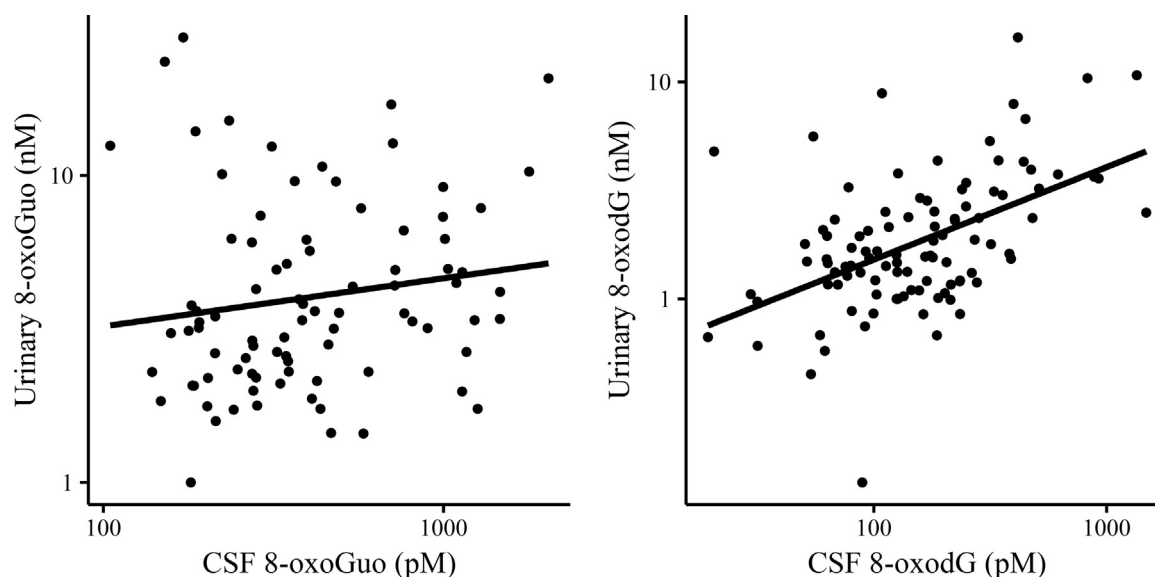 Urinary 8-oxoGuo (nM)
10
1
100
1000
CSF 8-oxoGuo (pM)
Urinary 8-oxodG (nM)
10
1
100
1000
CSF 8-oxodG (pM)